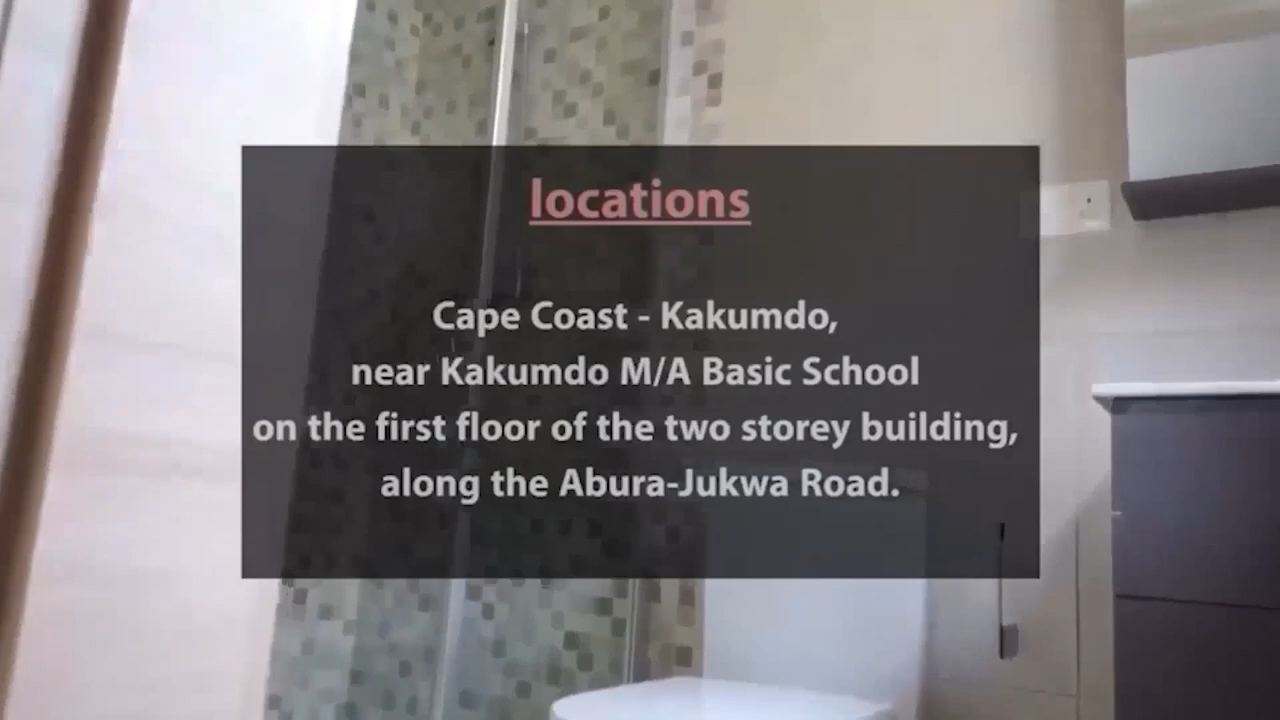 locations
Cape Coast - Kakumdo,
near Kakumdo M/A Basic School
on the first floor of the two storey building,
along the Abura-Jukwa Road.